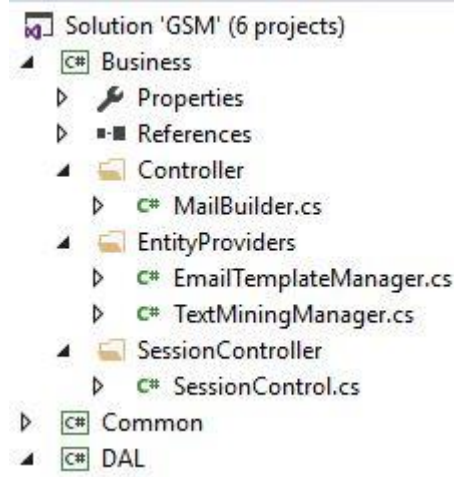 Solution 'GSM' (6 projects)
C# Business
Properties
References
Controller
C# MailBuilder.cs
EntityProviders
C# EmailTemplateManager.cs
C# TextMiningManager.cs
SessionController
C# SessionControl.cs
C# Common
C# DAL